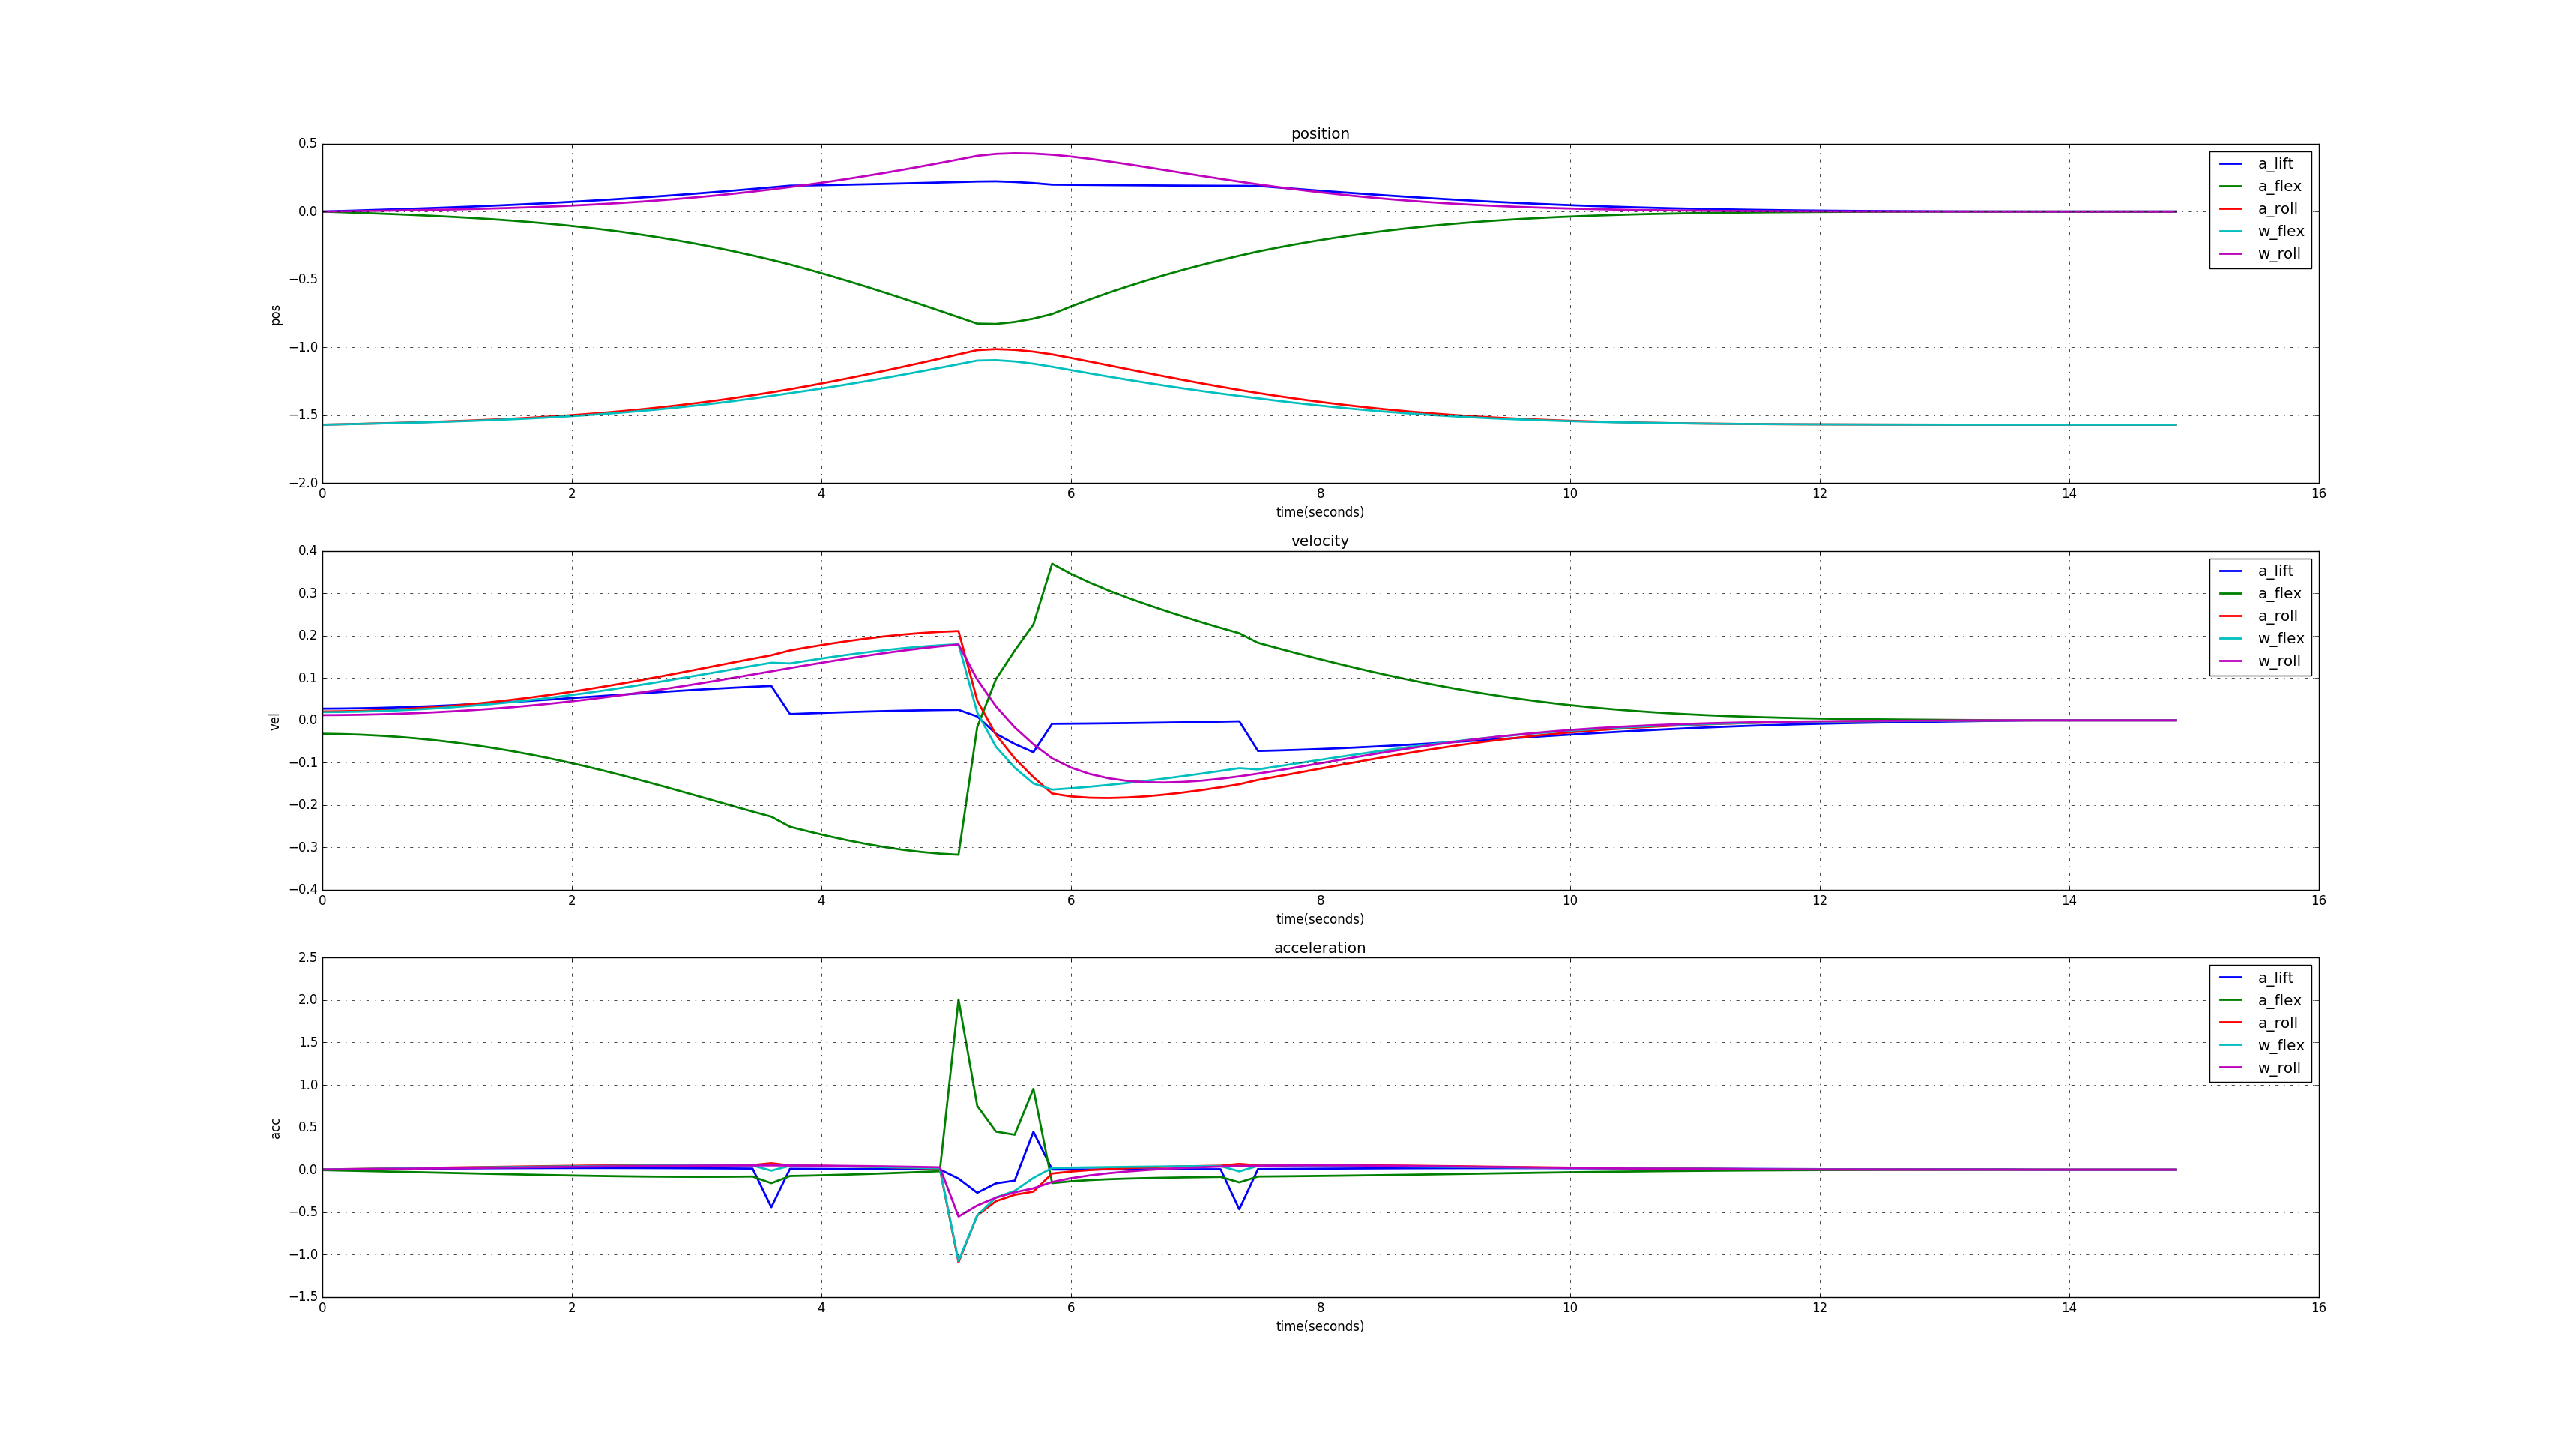 position
0.5
0.0
−0.5
−1.0
−1.5
−2.0
pos
0 2 4 6 8 10 12 14 16
time(seconds)
a_lift
a_flex
a_roll
w_flex
w_roll
velocity
0.4
0.3
0.2
0.1
0.0
−0.1
−0.2
−0.3
−0.4
vel
0 2 4 6 8 10 12 14 16
time(seconds)
a_lift
a_flex
a_roll
w_flex
w_roll
acceleration
2.5
2.0
1.5
1.0
0.5
0.0
−0.5
−1.0
−1.5
acc
0 2 4 6 8 10 12 14 16
time(seconds)
a_lift
a_flex
a_roll
w_flex
w_roll